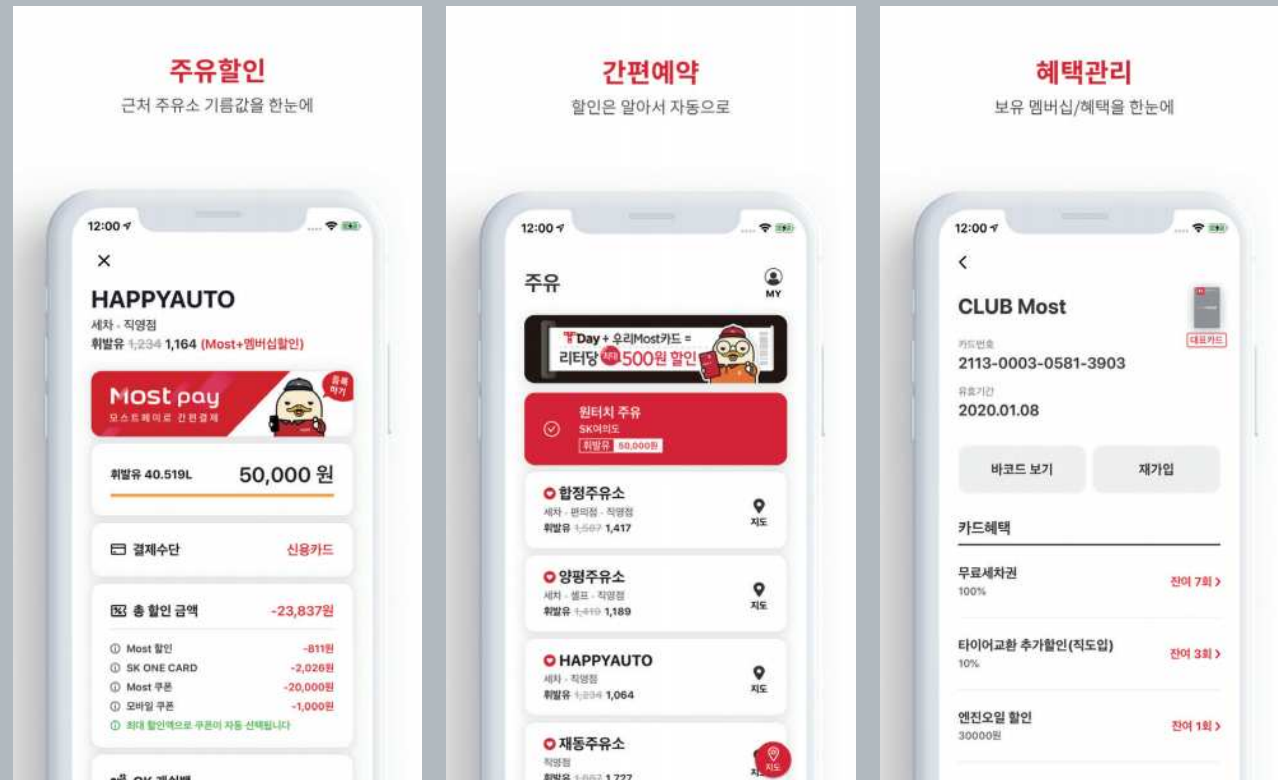 주유할인
근처 주유소 기름값을 한눈에
12:00
HAPPYAUTO
세차 · 직영점
휘발유 1,234 1,164 (Most+멤버십할인)
Most pay
모스트페이로 간편결제
등록
하기
휘발유 40.519L 50,000 원
결제수단 신용카드
총 할인 금액 -23,837원
Most 할인 -811원
SK ONE CARD -2,026원
Most 쿠폰 -20,000원
모바일 쿠폰 -1,000원
최대 할인액으로 쿠폰이 자동 선택됩니다
간편예약
할인은 알아서 자동으로
12:00
주유
MY
T Day + 우리Most카드 =
리터당 최대 500원 할인
원터치 주유
SK여의도
휘발유 50,000원
합정주유소
세차 · 편의점 · 직영점
휘발유 1,507 1,417
지도
양평주유소
세차 · 셀프 · 직영점
휘발유 1,419 1,189
지도
HAPPYAUTO
세차 · 직영점
휘발유 1,234 1,064
지도
재동주유소
직영점
휘발유 1,727
지도
혜택관리
보유 멤버십/혜택을 한눈에
12:00
CLUB Most
대표카드
카드번호
2113-0003-0581-3903
유효기간
2020.01.08
바코드 보기 재가입
카드혜택
무료세차권
100%
잔여 7회
타이어교환 추가할인(직도입)
10%
잔여 3회
엔진오일 할인
30000원
잔여 1회